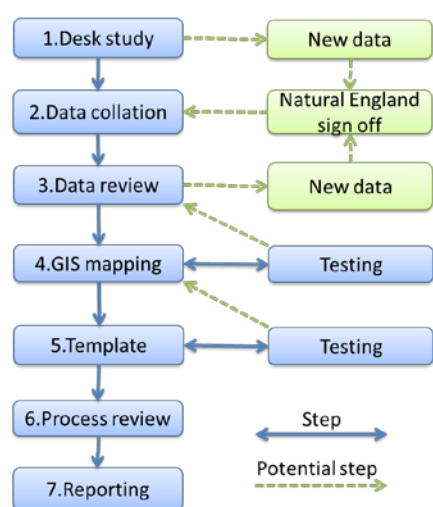 1.Desk study
New data
2.Data collation
Natural England
sign off
3.Data review
New data
4.GIS mapping
Testing
5.Template
Testing
6.Process review
Step
7.Reporting
Potential step